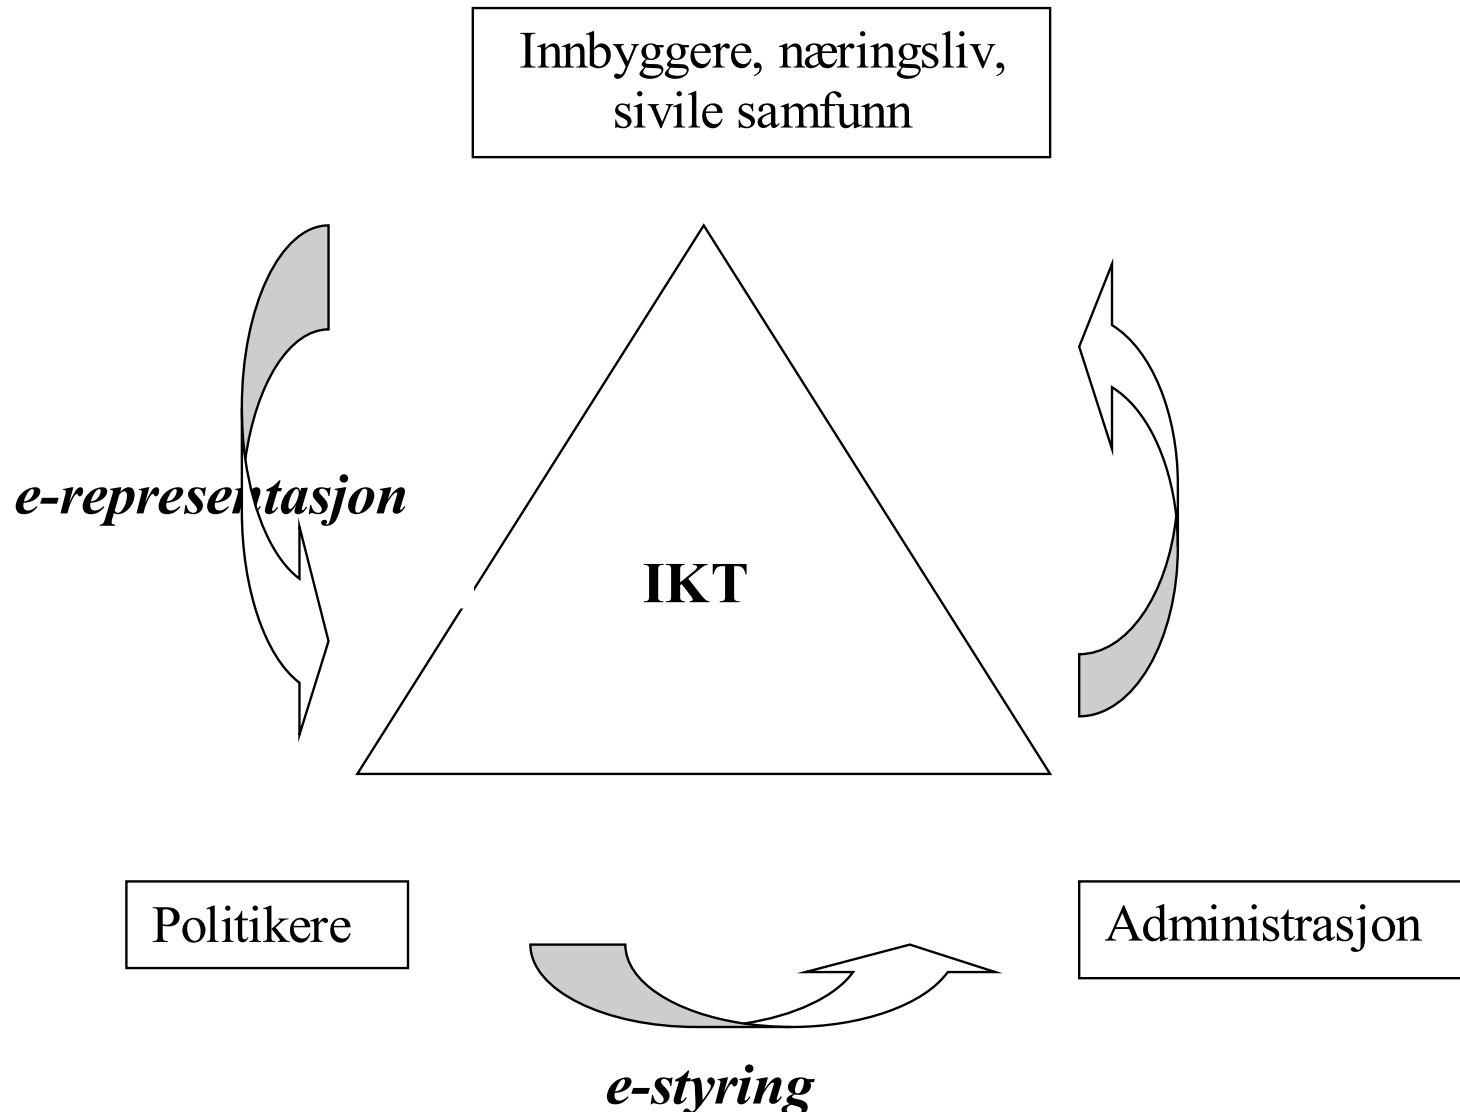 Innbyggere, næringsliv,
sivile samfunn
e-representasjon
IKT
Politikere
Administrasjon
e-styring